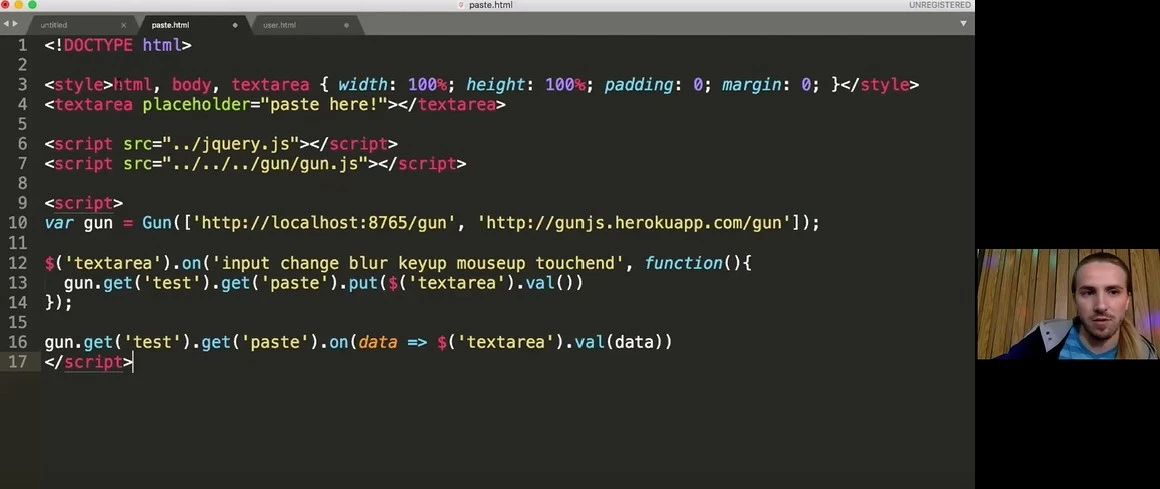 paste.html
UNREGISTERED
untitled
paste.html
user.html
1 <!DOCTYPE html>
2
3 <style>html, body, textarea { width: 100%; height: 100%; padding: 0; margin: 0; }</style>
4 <textarea placeholder="paste here!"></textarea>
5
6 <script src="../jquery.js"></script>
7 <script src="../../../gun/gun.js"></script>
8
9 <script>
10 var gun = Gun(['http://localhost:8765/gun', 'http://gunjs.herokuapp.com/gun']);
11
12 $('textarea').on('input change blur keyup mouseup touchend', function(){
13 gun.get('test').get('paste').put($('textarea').val())
14 });
15
16 gun.get('test').get('paste').on(data => $('textarea').val(data))
17 </script>